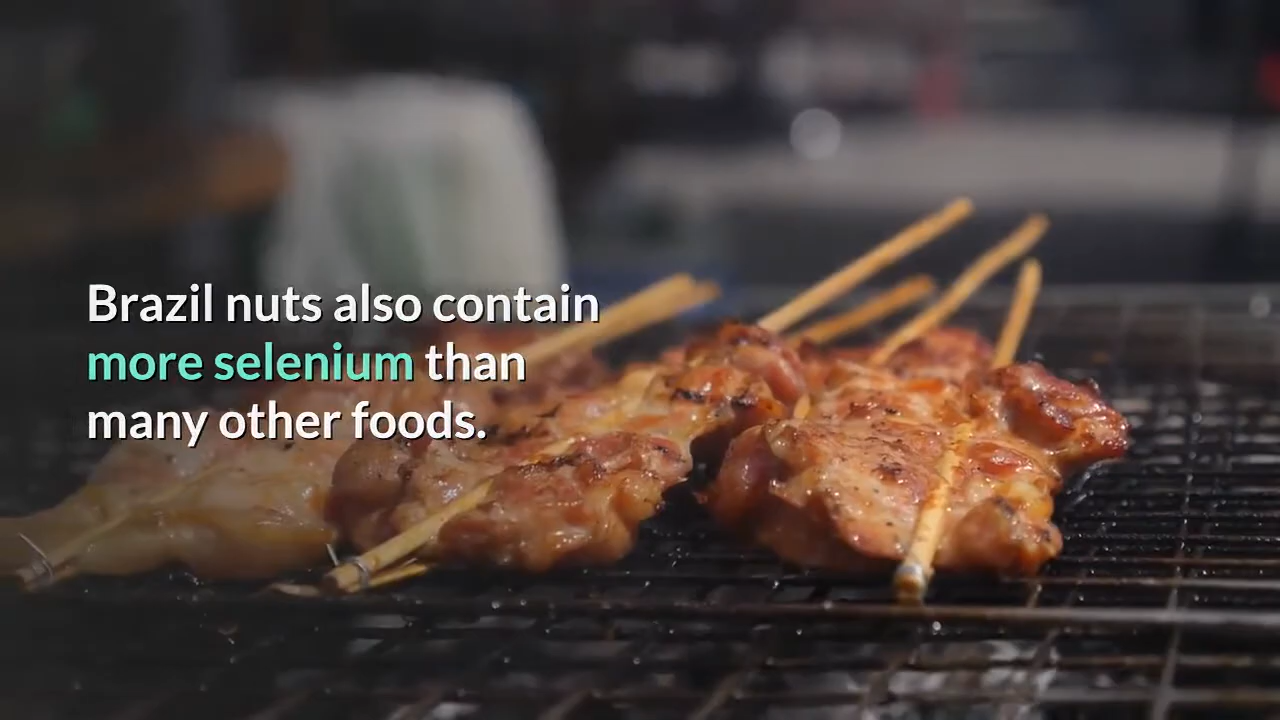 Brazil nuts also contain
more selenium than
many other foods.